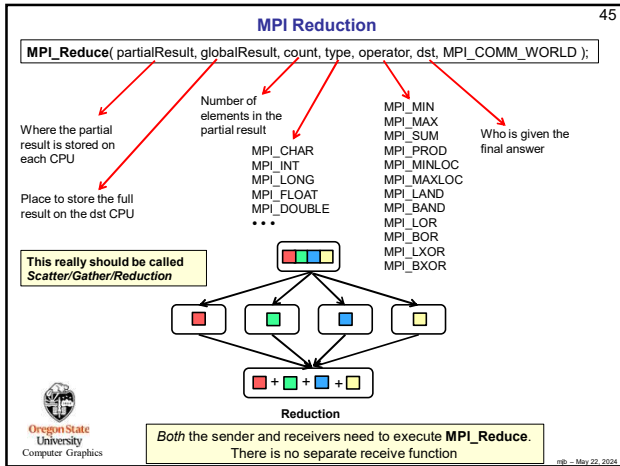 45
MPI Reduction
MPI_Reduce( partialResult, globalResult, count, type, operator, dst, MPI_COMM_WORLD );
Where the partial
result is stored on
each CPU
Place to store the full
result on the dst CPU
Number of
elements in the
partial result
MPI_CHAR
MPI_INT
MPI_LONG
MPI_FLOAT
MPI_DOUBLE
• • •
MPI_MIN
MPI_MAX
MPI_SUM
MPI_PROD
MPI_MINLOC
MPI_MAXLOC
MPI_LAND
MPI_BAND
MPI_LOR
MPI_BOR
MPI_LXOR
MPI_BXOR
Who is given the
final answer
This really should be called
Scatter/Gather/Reduction
+ + +
Reduction
Both the sender and receivers need to execute MPI_Reduce.
There is no separate receive function
Oregon State
University
Computer Graphics
mjb – May 22, 2024